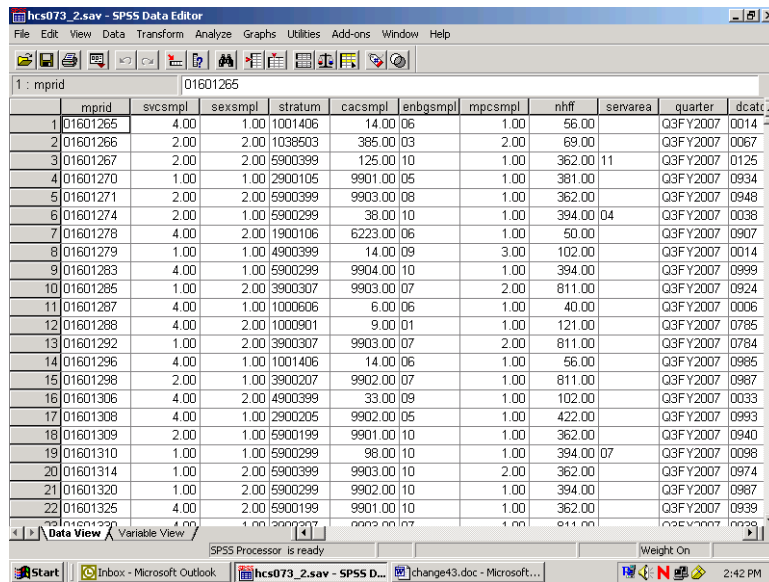 hcs073_2.sav - SPSS Data Editor
File Edit View Data Transform Analyze Graphs Utilities Add-ons Window Help
1 : mprid 01601265
mprid svcsmpl sexsmpl stratum cacsmpl enbgsmpl mpcsmpl nhff servarea quarter dcatc
1 01601265 4.00 1.00 1001406 14.00 06 1.00 56.00 Q3FY2007 0014
2 01601266 2.00 2.00 1038503 385.00 03 2.00 69.00 Q3FY2007 0067
3 01601267 2.00 2.00 5900399 125.00 10 1.00 362.00 11 Q3FY2007 0125
4 01601270 1.00 1.00 2900105 9901.00 05 1.00 381.00 Q3FY2007 0934
5 01601271 2.00 2.00 5900399 9903.00 08 1.00 362.00 Q3FY2007 0948
6 01601274 2.00 1.00 5900299 38.00 10 1.00 394.00 04 Q3FY2007 0038
7 01601278 4.00 2.00 1900106 6223.00 06 1.00 50.00 Q3FY2007 0907
8 01601279 1.00 1.00 4900399 14.00 09 3.00 102.00 Q3FY2007 0014
9 01601283 4.00 1.00 5900299 9904.00 10 1.00 394.00 Q3FY2007 0999
10 01601285 1.00 2.00 3900307 9903.00 07 2.00 811.00 Q3FY2007 0924
11 01601287 4.00 1.00 1000606 6.00 06 1.00 40.00 Q3FY2007 0006
12 01601288 4.00 2.00 1000901 9.00 01 1.00 121.00 Q3FY2007 0785
13 01601292 1.00 2.00 3900307 9903.00 07 2.00 811.00 Q3FY2007 0784
14 01601296 4.00 1.00 1001406 14.00 06 1.00 56.00 Q3FY2007 0985
15 01601298 2.00 1.00 3900207 9902.00 07 1.00 811.00 Q3FY2007 0987
16 01601306 4.00 2.00 4900399 33.00 09 1.00 102.00 Q3FY2007 0033
17 01601308 4.00 1.00 2900205 9902.00 05 1.00 422.00 Q3FY2007 0993
18 01601309 2.00 1.00 5900199 9901.00 10 1.00 362.00 Q3FY2007 0940
19 01601310 1.00 1.00 5900299 98.00 10 1.00 394.00 07 Q3FY2007 0098
20 01601314 1.00 2.00 5900399 9903.00 10 2.00 362.00 Q3FY2007 0974
21 01601320 1.00 2.00 5900299 9902.00 10 1.00 394.00 Q3FY2007 0987
22 01601325 4.00 2.00 5900199 9901.00 10 1.00 362.00 Q3FY2007 0939
Data View Variable View
SPSS Processor is ready Weight On
Start Inbox - Microsoft Outlook hcs073_2.sav - SPSS D... change43.doc - Microsoft... 2:42 PM